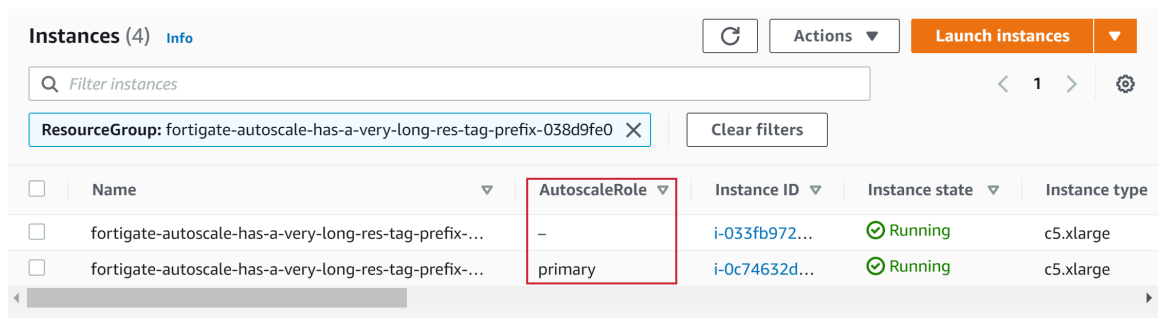 Instances (4) Info Actions Launch instances
Filter instances 1
ResourceGroup: fortigate-autoscale-has-a-very-long-res-tag-prefix-038d9fe0 Clear filters
Name AutoscaleRole Instance ID Instance state Instance type
fortigate-autoscale-has-a-very-long-res-tag-prefix-... – i-033fb972... Running c5.xlarge
fortigate-autoscale-has-a-very-long-res-tag-prefix-... primary i-0c74632d... Running c5.xlarge